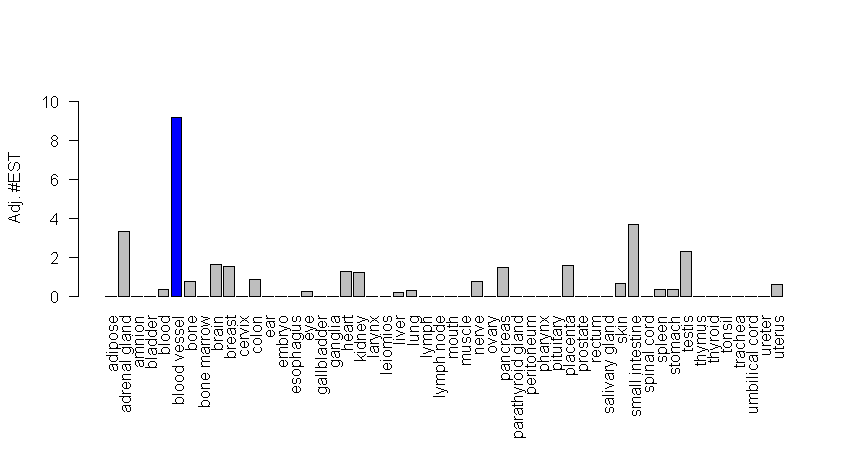 Adj. #EST
10
8
6
4
2
0
adipose
adrenal gland
amnion
bladder
blood
blood vessel
bone
bone marrow
brain
breast
cervix
colon
ear
embryo
esophagus
eye
gallbladder
ganglia
heart
kidney
larynx
leiomios
liver
lung
lymph
lymph node
mouth
muscle
nerve
ovary
pancreas
parathyroid gland
peritoneum
pharynx
pituitary
placenta
prostate
rectum
salivary gland
skin
small intestine
spinal cord
spleen
stomach
testis
thymus
thyroid
tonsil
trachea
umbilical cord
ureter
uterus